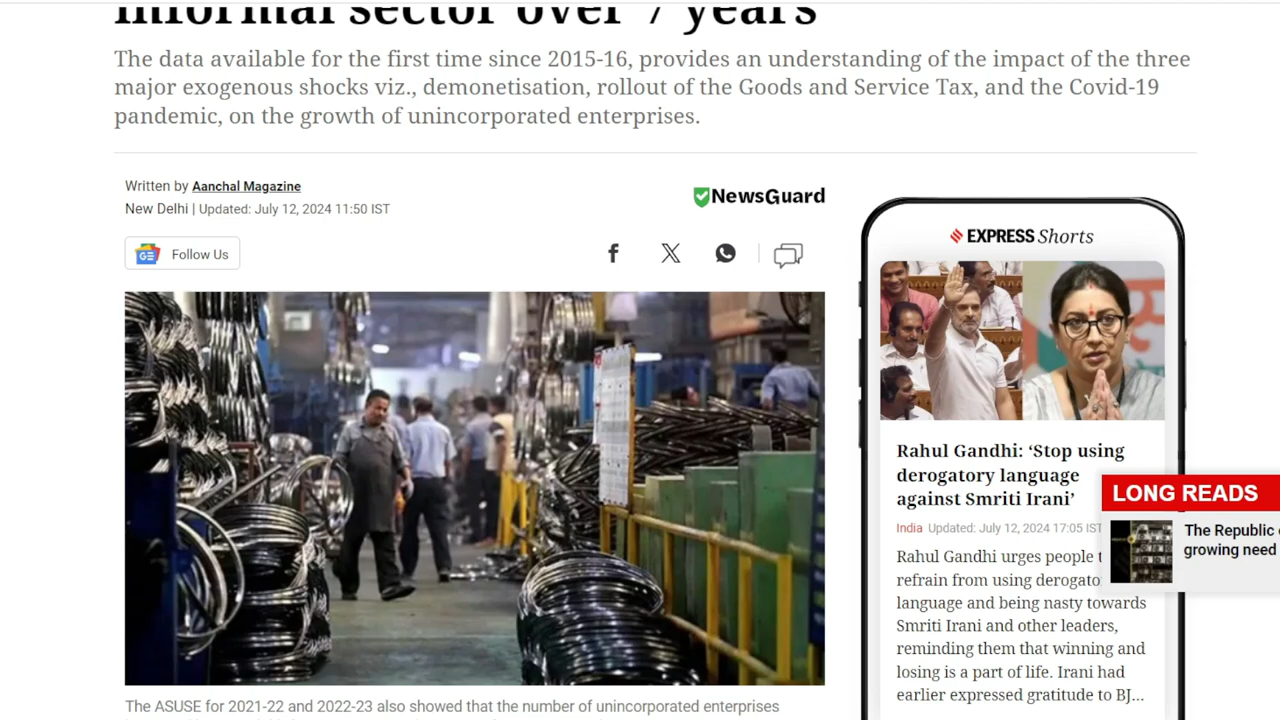 informal sector over 7 years
The data available for the first time since 2015-16, provides an understanding of the impact of the three
major exogenous shocks viz., demonetisation, rollout of the Goods and Service Tax, and the Covid-19
pandemic, on the growth of unincorporated enterprises.
Written by Aanchal Magazine
New Delhi | Updated: July 12, 2024 11:50 IST
NewsGuard
GE Follow Us
The ASUSE for 2021-22 and 2022-23 also showed that the number of unincorporated enterprises
EXPRESS Shorts
Rahul Gandhi: ‘Stop using
derogatory language
against Smriti Irani’
India Updated: July 12, 2024 17:05 IST
Rahul Gandhi urges people t
refrain from using derogato
language and being nasty towards
Smriti Irani and other leaders,
reminding them that winning and
losing is a part of life. Irani had
earlier expressed gratitude to BJ...
LONG READS
The Republic
growing need